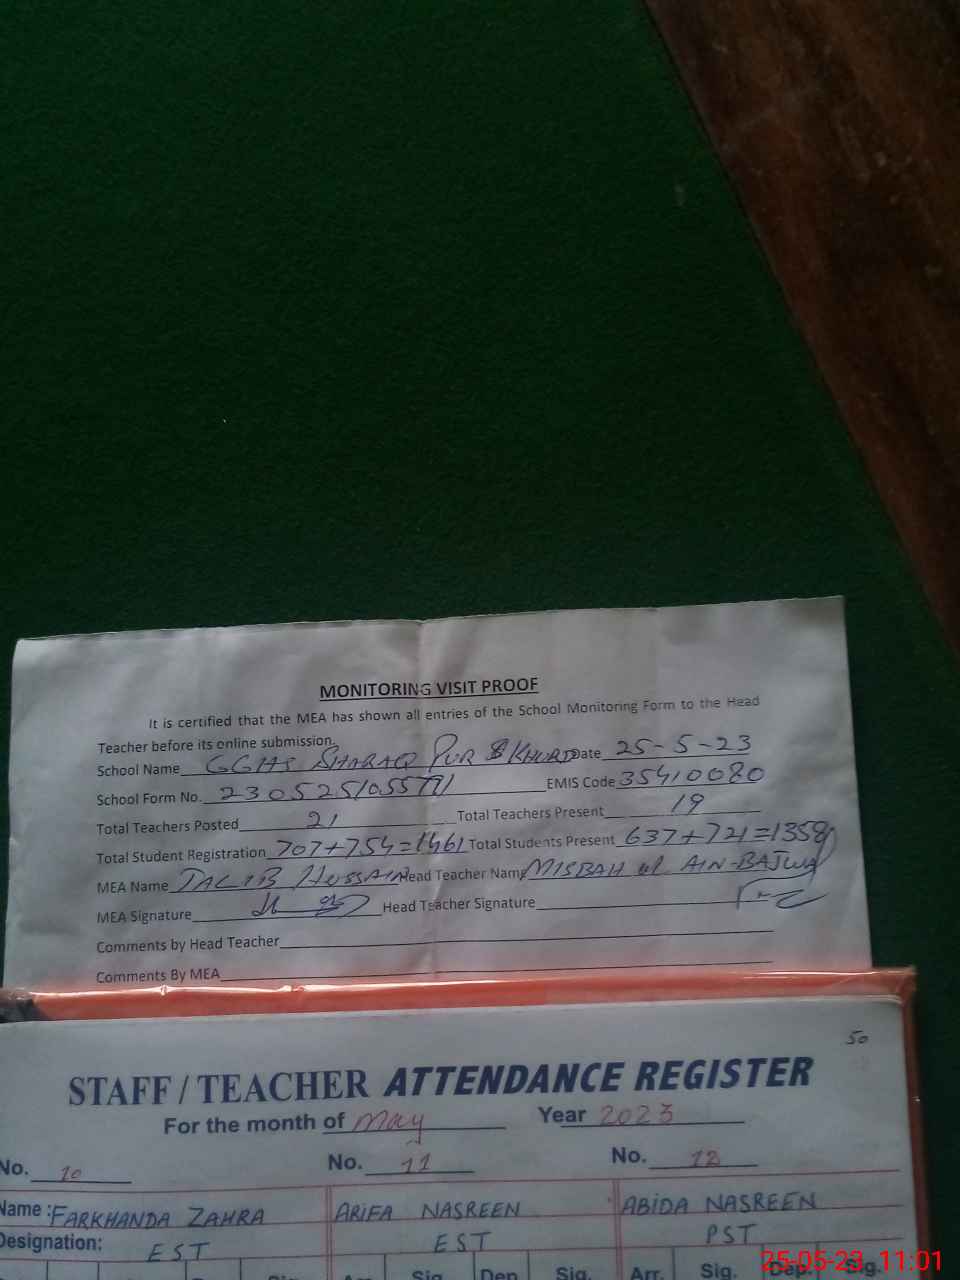 MONITORING VISIT PROOF
It is certified that the MEA has shown all entries of the School Monitoring Form to the Head
Teacher before its online submission.
School Name GGHS SHARAQ PUR KHURD Date 25-5-23
School Form No. EMIS Code 35410080
Total Teachers Posted 21 Total Teachers Present 19
Total Student Registration 707+754=1461 Total Students Present 637+721=1358
MEA Name TALIB HUSSAIN Head Teacher Name MISBAH ul AIN-BAJWA
MEA Signature Head Teacher Signature
Comments by Head Teacher
Comments By MEA
50
STAFF / TEACHER ATTENDANCE REGISTER
For the month of May Year 2023
No. 10 No. 11 No. 12
Name : FARKHANDA ZAHRA ARIFA NASREEN ABIDA NASREEN
Designation: EST EST PST
Sig. Arr. Sig. Dep. Sig. Arr. Sig. Dep. Sig.
25-05-23 11:01